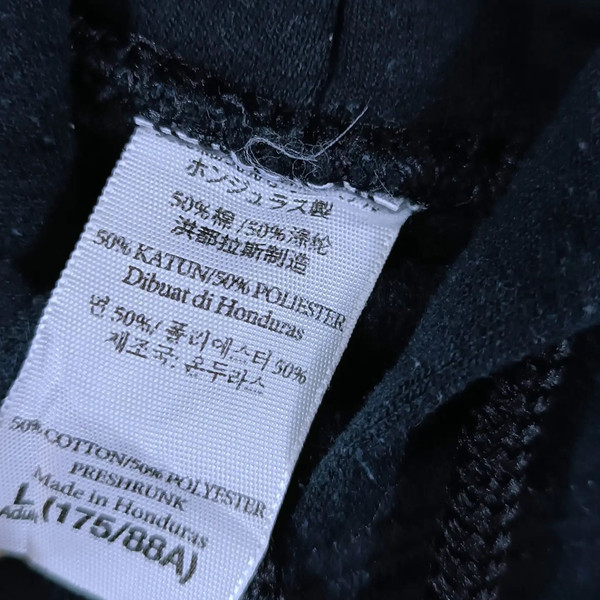 ホンジュラス製
50%棉/50%涤纶
洪都拉斯制造
50% KATUN/50% POLIESTER
Dibuat di Honduras
면 50%/ 폴리에스터 50%
제조국: 온두라스
50% COTTON/50% POLYESTER
PRESHRUNK
Made in Honduras
L (175/88A)
Adult